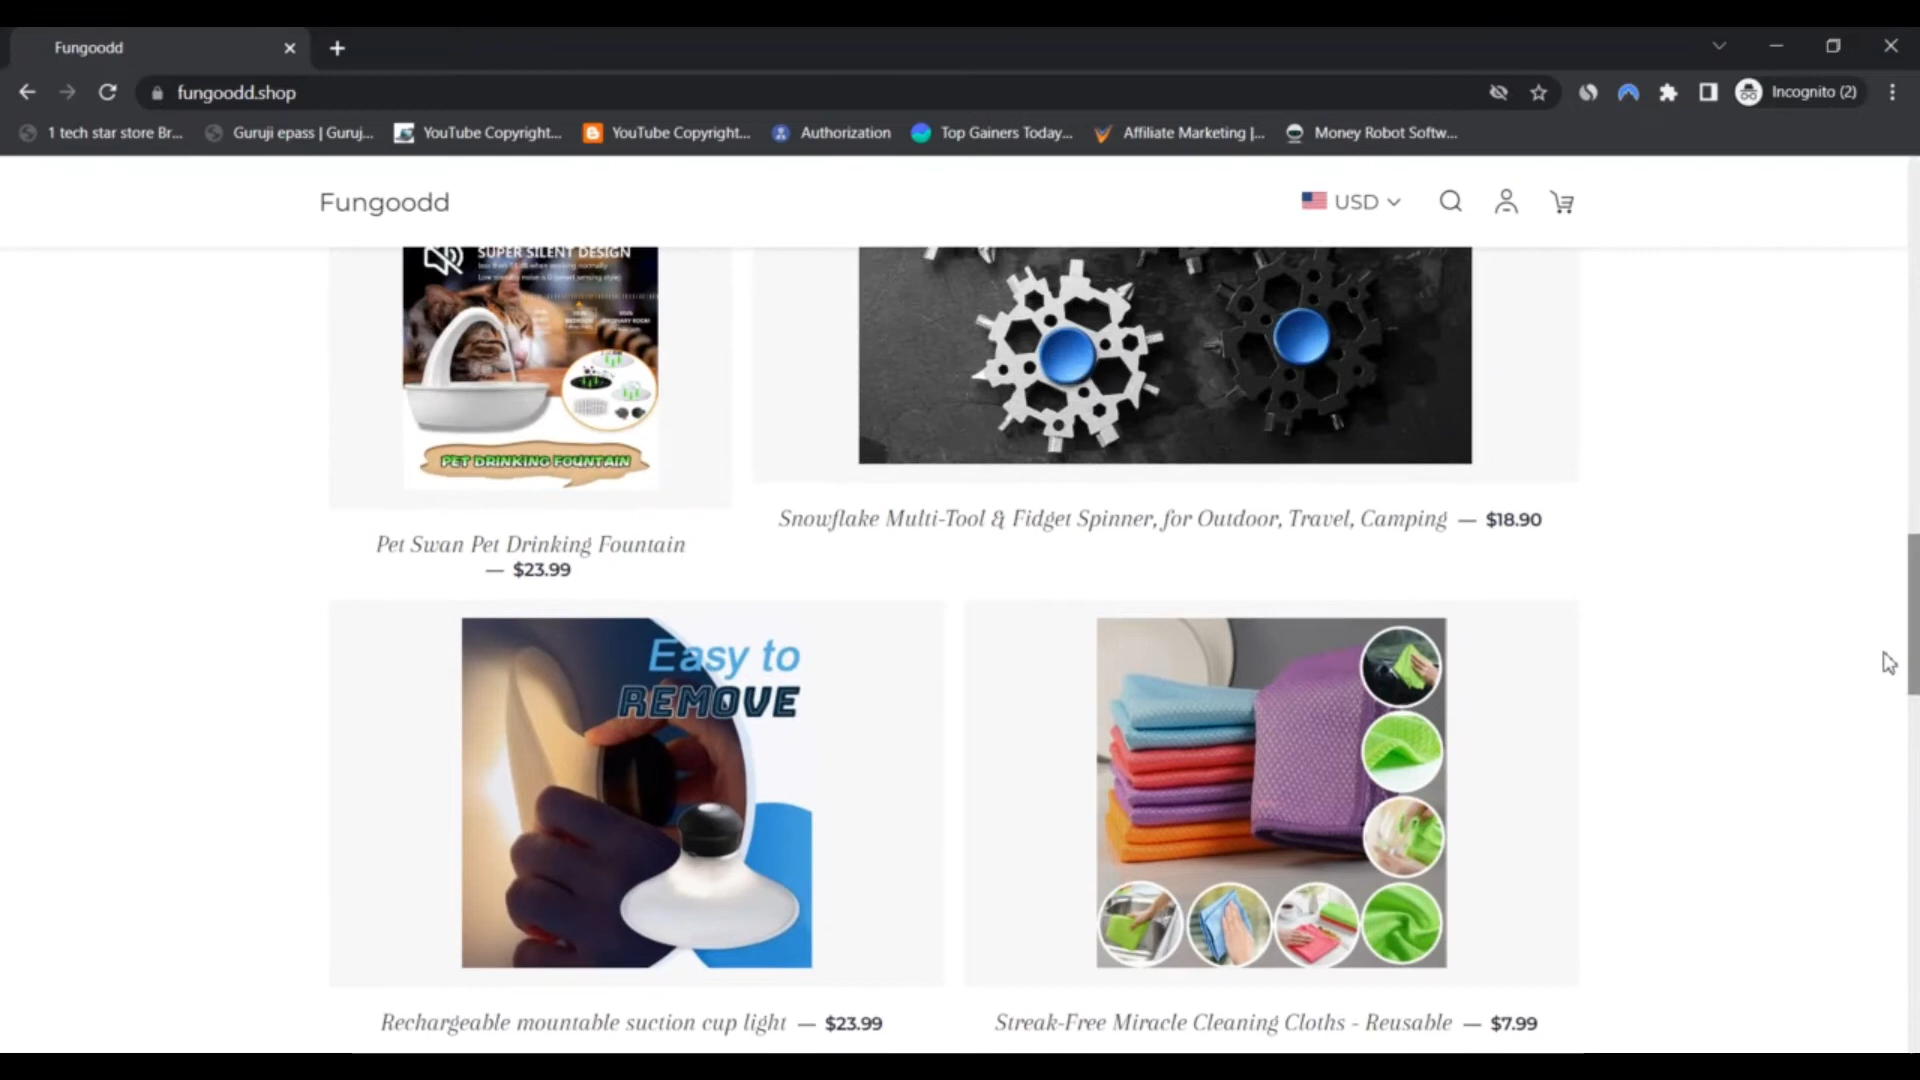 Fungoodd
fungoodd.shop
Incognito (2)
1 tech star store Br...
Guruji epass | Guruj...
YouTube Copyright...
YouTube Copyright...
Authorization
Top Gainers Today...
Affiliate Marketing |...
Money Robot Softw...
Fungoodd
USD
SUPER SILENT DESIGN
PET DRINKING FOUNTAIN
Snowflake Multi-Tool & Fidget Spinner, for Outdoor, Travel, Camping — $18.90
Pet Swan Pet Drinking Fountain
— $23.99
Easy to
REMOVE
Rechargeable mountable suction cup light — $23.99
Streak-Free Miracle Cleaning Cloths - Reusable — $7.99